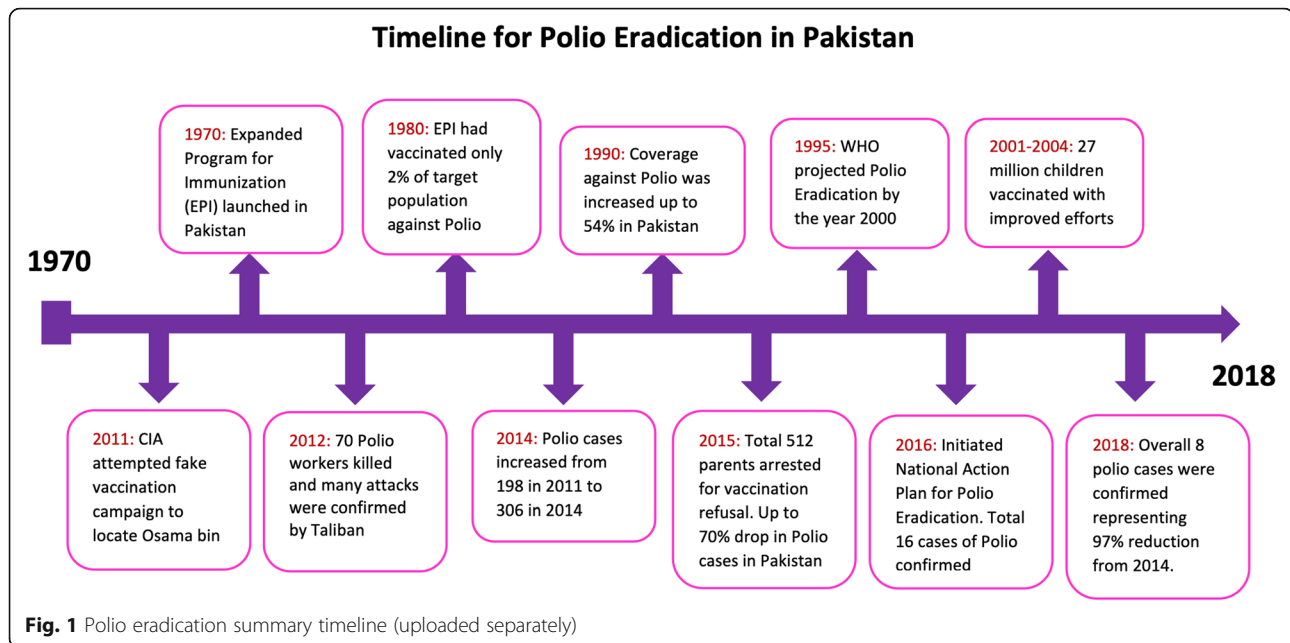 Timeline for Polio Eradication in Pakistan
1970: Expanded
Program for
Immunization
(EPI) launched in
Pakistan
1980: EPI had
vaccinated only
2% of target
population
against Polio
1990: Coverage
against Polio was
increased up to
54% in Pakistan
1995: WHO
projected Polio
Eradication by
the year 2000
2001-2004: 27
million children
vaccinated with
improved efforts
1970
2018
2011: CIA
attempted fake
vaccination
campaign to
locate Osama bin
2012: 70 Polio
workers killed
and many attacks
were confirmed
by Taliban
2014: Polio cases
increased from
198 in 2011 to
306 in 2014
2015: Total 512
parents arrested
for vaccination
refusal. Up to
70% drop in Polio
cases in Pakistan
2016: Initiated
National Action
Plan for Polio
Eradication. Total
16 cases of Polio
confirmed
2018: Overall 8
polio cases were
confirmed
representing
97% reduction
from 2014.
Fig. 1 Polio eradication summary timeline (uploaded separately)